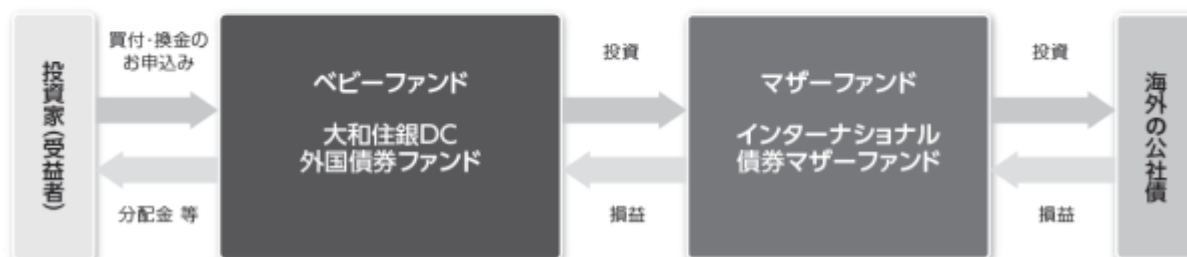 投資家(受益者)
買付・換金の
お申込み
分配金 等
ベビーファンド
大和住銀DC
外国債券ファンド
投資
損益
マザーファンド
インターナショナル
債券マザーファンド
投資
損益
海外の公社債